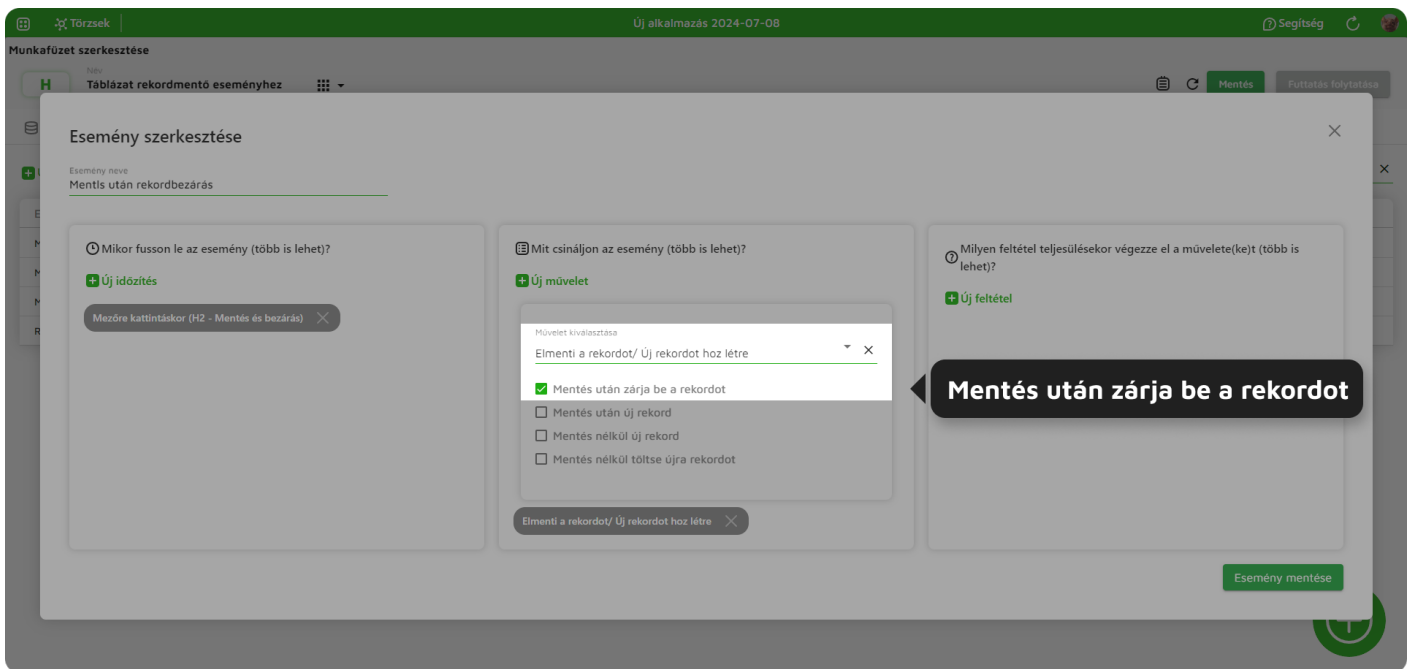 Törzsek
Új alkalmazás 2024-07-08
Segítség
Munkafüzet szerkesztése
H
Név
Táblázat rekordmentő eseményhez
Mentés
Futtatás folytatása
Esemény szerkesztése
Esemény neve
Mentls után rekordbezárás
E
M
M
M
R
Mikor fusson le az esemény (több is lehet)?
Új időzítés
Mezőre kattintáskor (H2 - Mentés és bezárás)
Mit csináljon az esemény (több is lehet)?
Új művelet
Művelet kiválasztása
Elmenti a rekordot/ Új rekordot hoz létre
Mentés után zárja be a rekordot
Mentés után új rekord
Mentés nélkül új rekord
Mentés nélkül töltse újra rekordot
Elmenti a rekordot/ Új rekordot hoz létre
Milyen feltétel teljesülésekor végezze el a művelete(ke)t (több is
lehet)?
Új feltétel
Mentés után zárja be a rekordot
Esemény mentése